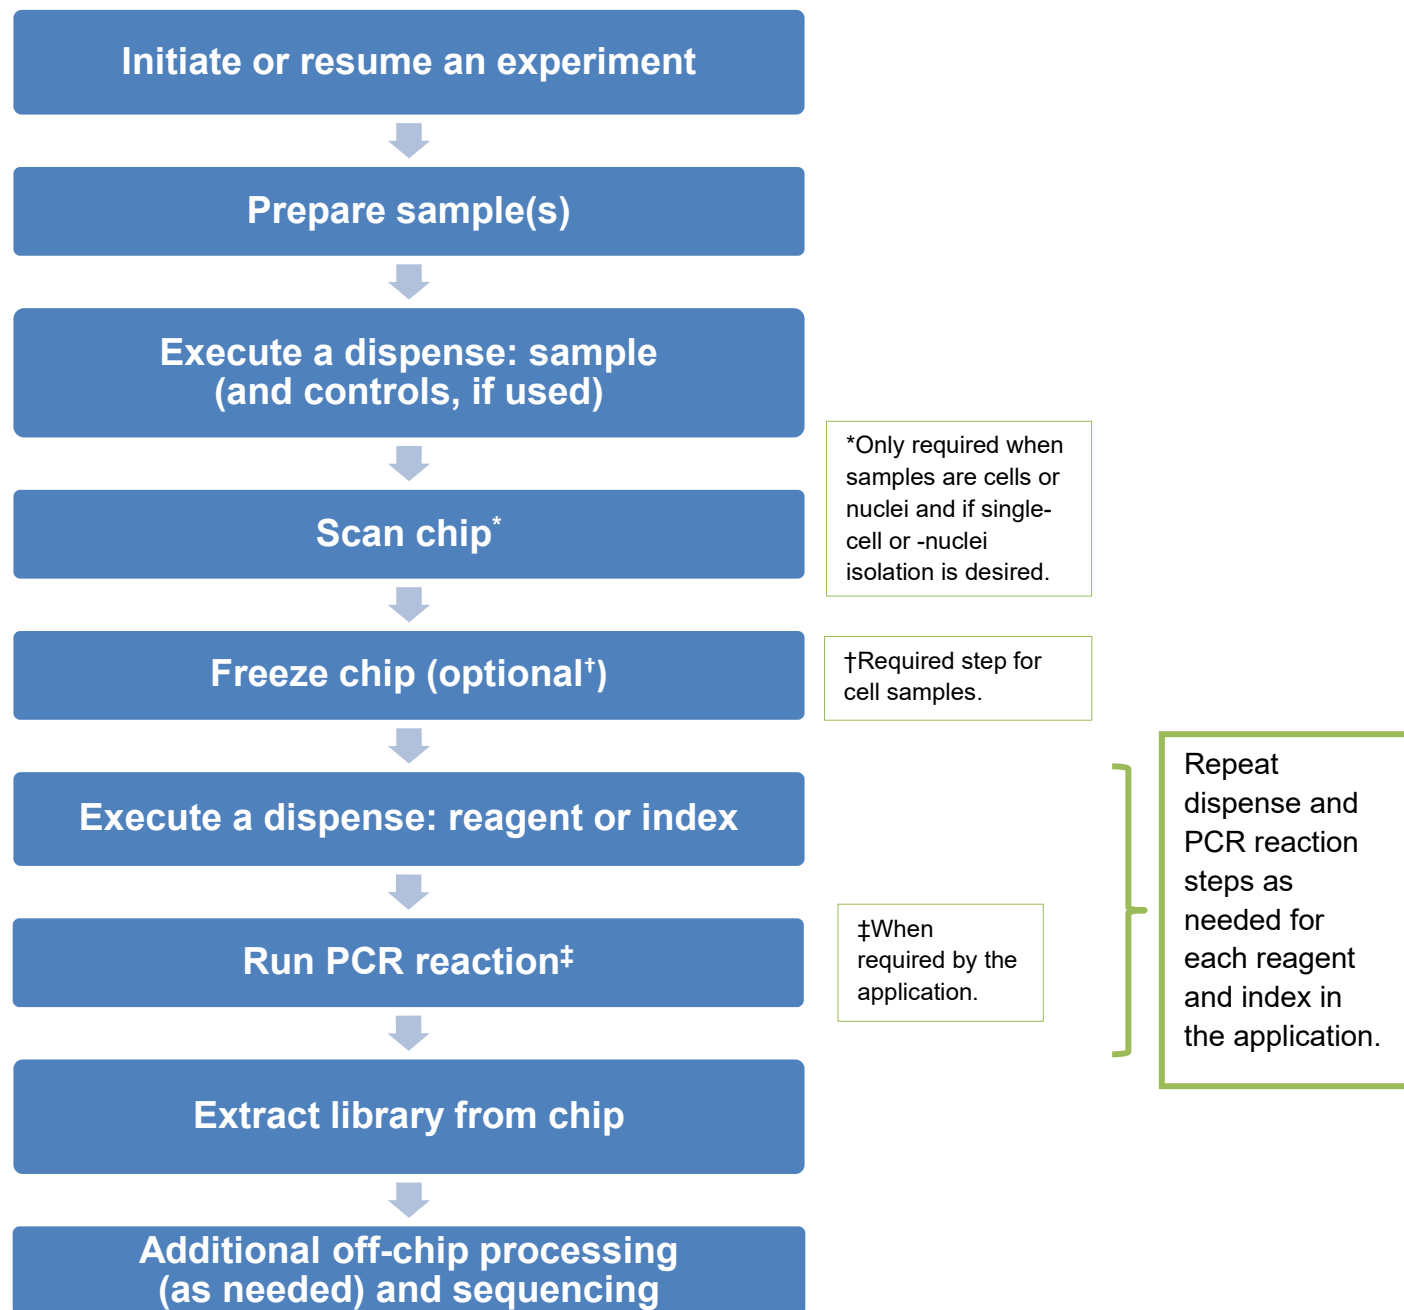 Initiate or resume an experiment
Prepare sample(s)
Execute a dispense: sample
(and controls, if used)
Scan chip*
*Only required when
samples are cells or
nuclei and if single-
cell or -nuclei
isolation is desired.
Freeze chip (optional†)
†Required step for
cell samples.
Execute a dispense: reagent or index
Run PCR reaction‡
‡When
required by the
application.
Repeat
dispense and
PCR reaction
steps as
needed for
each reagent
and index in
the application.
Extract library from chip
Additional off-chip processing
(as needed) and sequencing